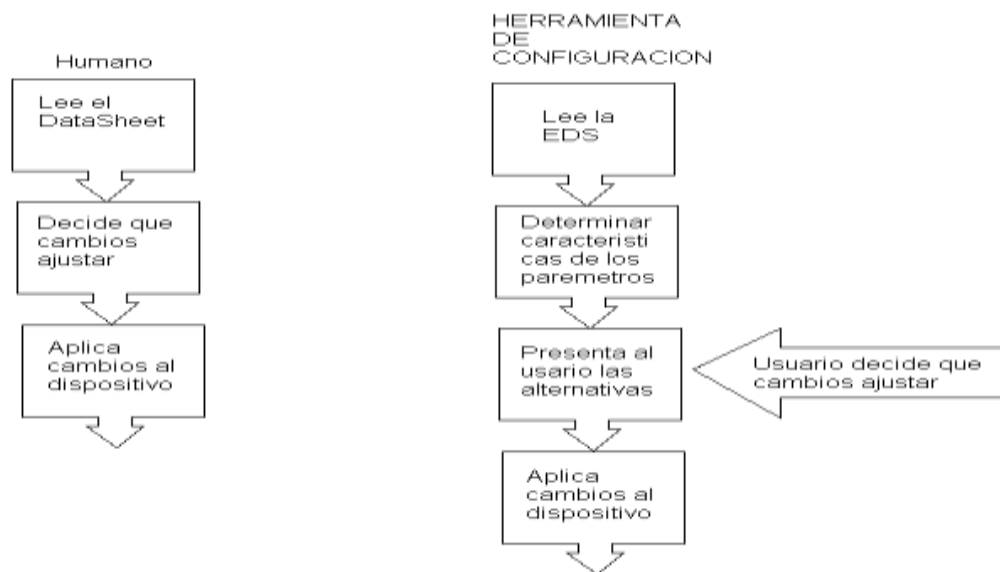 Humano
Lee el
DataSheet
Decide que
cambios
ajustar
Aplica
cambios al
dispositivo
HERRAMIENTA
DE
CONFIGURACION
Lee la
EDS
Determinar
caracteristi
cas de los
paremetros
Presenta al
usario las
alternativas
Usuario decide que
cambios ajustar
Aplica
cambios al
dispositivo